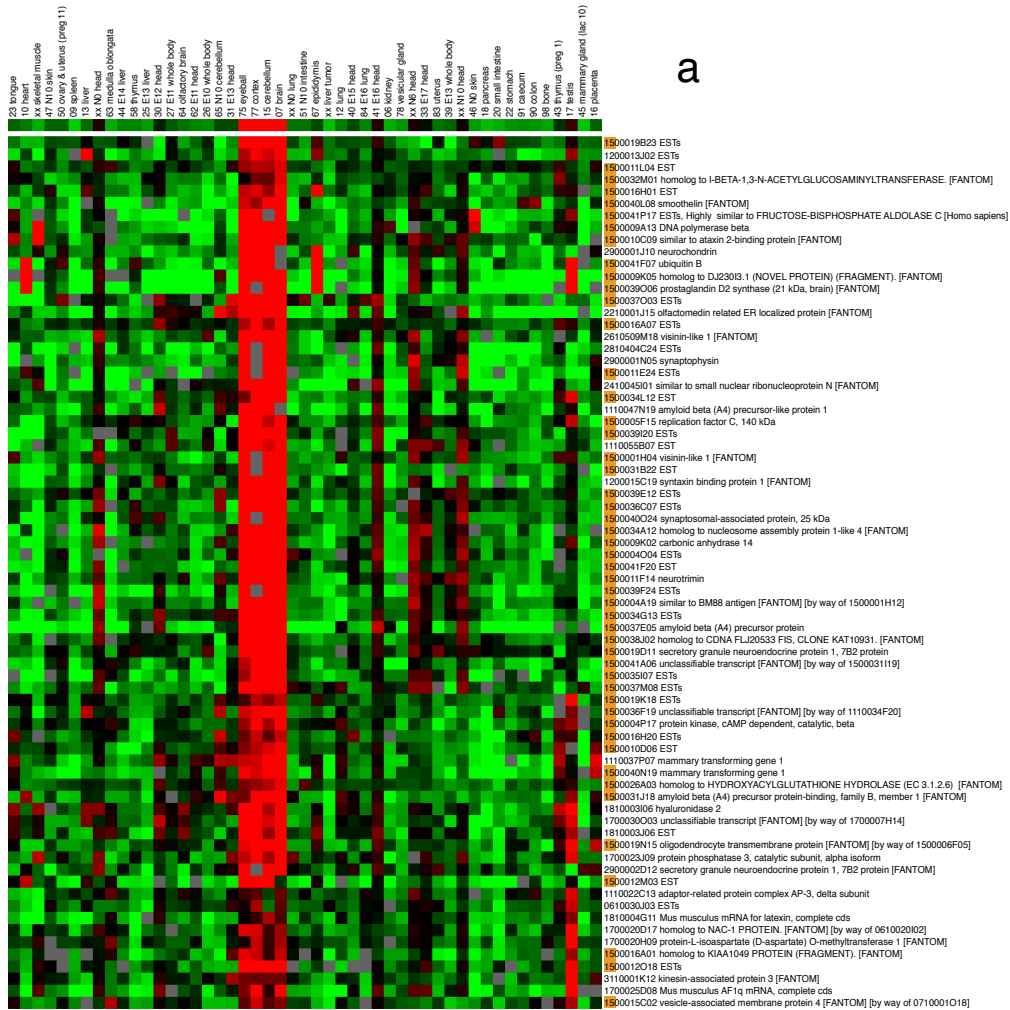 23 tongue
10 heart
xx skeletal muscle
47 N10 skin
50 ovary & uterus (preg 11)
09 spleen
13 liver
xx N0 head
63 medulla oblongata
44 E14 liver
58 thymus
25 E13 liver
30 E12 head
27 E11 whole body
64 olfactory brain
62 E11 head
26 E10 whole body
65 N10 cerebellum
31 E13 head
75 eyeball
77 cortex
15 cerebellum
07 brain
xx N0 lung
51 N10 intestine
67 epididymis
xx liver tumor
12 lung
40 E15 head
84 E16 lung
41 E16 head
06 kidney
78 vesicular gland
xx N6 head
33 E17 head
83 uterus
39 E13 whole body
xx N10 head
46 N0 skin
18 pancreas
20 small intestine
22 stomach
91 caecum
95 colon
98 bone
43 thymus (preg 1)
17 testis
45 mammary gland (lac 10)
16 placenta
a
1500019B23 ESTs
1200013J02 ESTs
1500011L04 EST
1500032M01 homolog to I-BETA-1,3-N-ACETYLGLUCOSAMINYLTRANSFERASE. [FANTOM]
1500016H01 EST
1500040L08 smoothelin [FANTOM]
1500041P17 ESTs, Highly similar to FRUCTOSE-BISPHOSPHATE ALDOLASE C [Homo sapiens]
1500009A13 DNA polymerase beta
1500010C09 similar to ataxin 2-binding protein [FANTOM]
2900001J10 neurochondrin
1500041F07 ubiquitin B
1500009K05 homolog to DJ230I3.1 (NOVEL PROTEIN) (FRAGMENT). [FANTOM]
1500039O06 prostaglandin D2 synthase (21 kDa, brain) [FANTOM]
1500037O03 ESTs
2210001J15 olfactomedin related ER localized protein [FANTOM]
1500016A07 ESTs
2610509M18 visinin-like 1 [FANTOM]
2810404C24 ESTs
2900001N05 synaptophysin
1500011E24 ESTs
2410045I01 similar to small nuclear ribonucleoprotein N [FANTOM]
1500034L12 EST
1110047N19 amyloid beta (A4) precursor-like protein 1
1500005F15 replication factor C, 140 kDa
1500039I20 ESTs
1110055B07 EST
1500001H04 visinin-like 1 [FANTOM]
1500031B22 EST
1200015C19 syntaxin binding protein 1 [FANTOM]
1500039E12 ESTs
1500036C07 ESTs
1500040O24 synaptosomal-associated protein, 25 kDa
1500034A12 homolog to nucleosome assembly protein 1-like 4 [FANTOM]
1500009K02 carbonic anhydrase 14
1500004O04 ESTs
1500041F20 EST
1500011F14 neurotrimin
1500039F24 ESTs
1500004A19 similar to BM88 antigen [FANTOM] [by way of 1500001H12]
1500034G13 ESTs
1500037E05 amyloid beta (A4) precursor protein
1500038J02 homolog to CDNA FLJ20533 FIS, CLONE KAT10931. [FANTOM]
1500019D11 secretory granule neuroendocrine protein 1, 7B2 protein
1500041A06 unclassifiable transcript [FANTOM] [by way of 1500031I19]
1500035I07 ESTs
1500037M08 ESTs
1500019K18 ESTs
1500036F19 unclassifiable transcript [FANTOM] [by way of 1110034F20]
1500004P17 protein kinase, cAMP dependent, catalytic, beta
1500016H20 ESTs
1500010D06 EST
1110037P07 mammary transforming gene 1
1500040N19 mammary transforming gene 1
1500026A03 homolog to HYDROXYACYLGLUTATHIONE HYDROLASE (EC 3.1.2.6) [FANTOM]
1500031J18 amyloid beta (A4) precursor protein-binding, family B, member 1 [FANTOM]
1810003I06 hyaluronidase 2
1700030O03 unclassifiable transcript [FANTOM] [by way of 1700007H14]
1810003J06 EST
1500019N15 oligodendrocyte transmembrane protein [FANTOM] [by way of 1500006F05]
1700023J09 protein phosphatase 3, catalytic subunit, alpha isoform
2900002D12 secretory granule neuroendocrine protein 1, 7B2 protein [FANTOM]
1500012M03 EST
1110022C13 adaptor-related protein complex AP-3, delta subunit
0610030J03 ESTs
1810004G11 Mus musculus mRNA for latexin, complete cds
1700020D17 homolog to NAC-1 PROTEIN. [FANTOM] [by way of 0610020I02]
1700020H09 protein-L-isoaspartate (D-aspartate) O-methyltransferase 1 [FANTOM]
1500016A01 homolog to KIAA1049 PROTEIN (FRAGMENT). [FANTOM]
1500012O18 ESTs
3110001K12 kinesin-associated protein 3 [FANTOM]
1700025D08 Mus musculus AF1q mRNA, complete cds
1500015C02 vesicle-associated membrane protein 4 [FANTOM] [by way of 0710001O18]